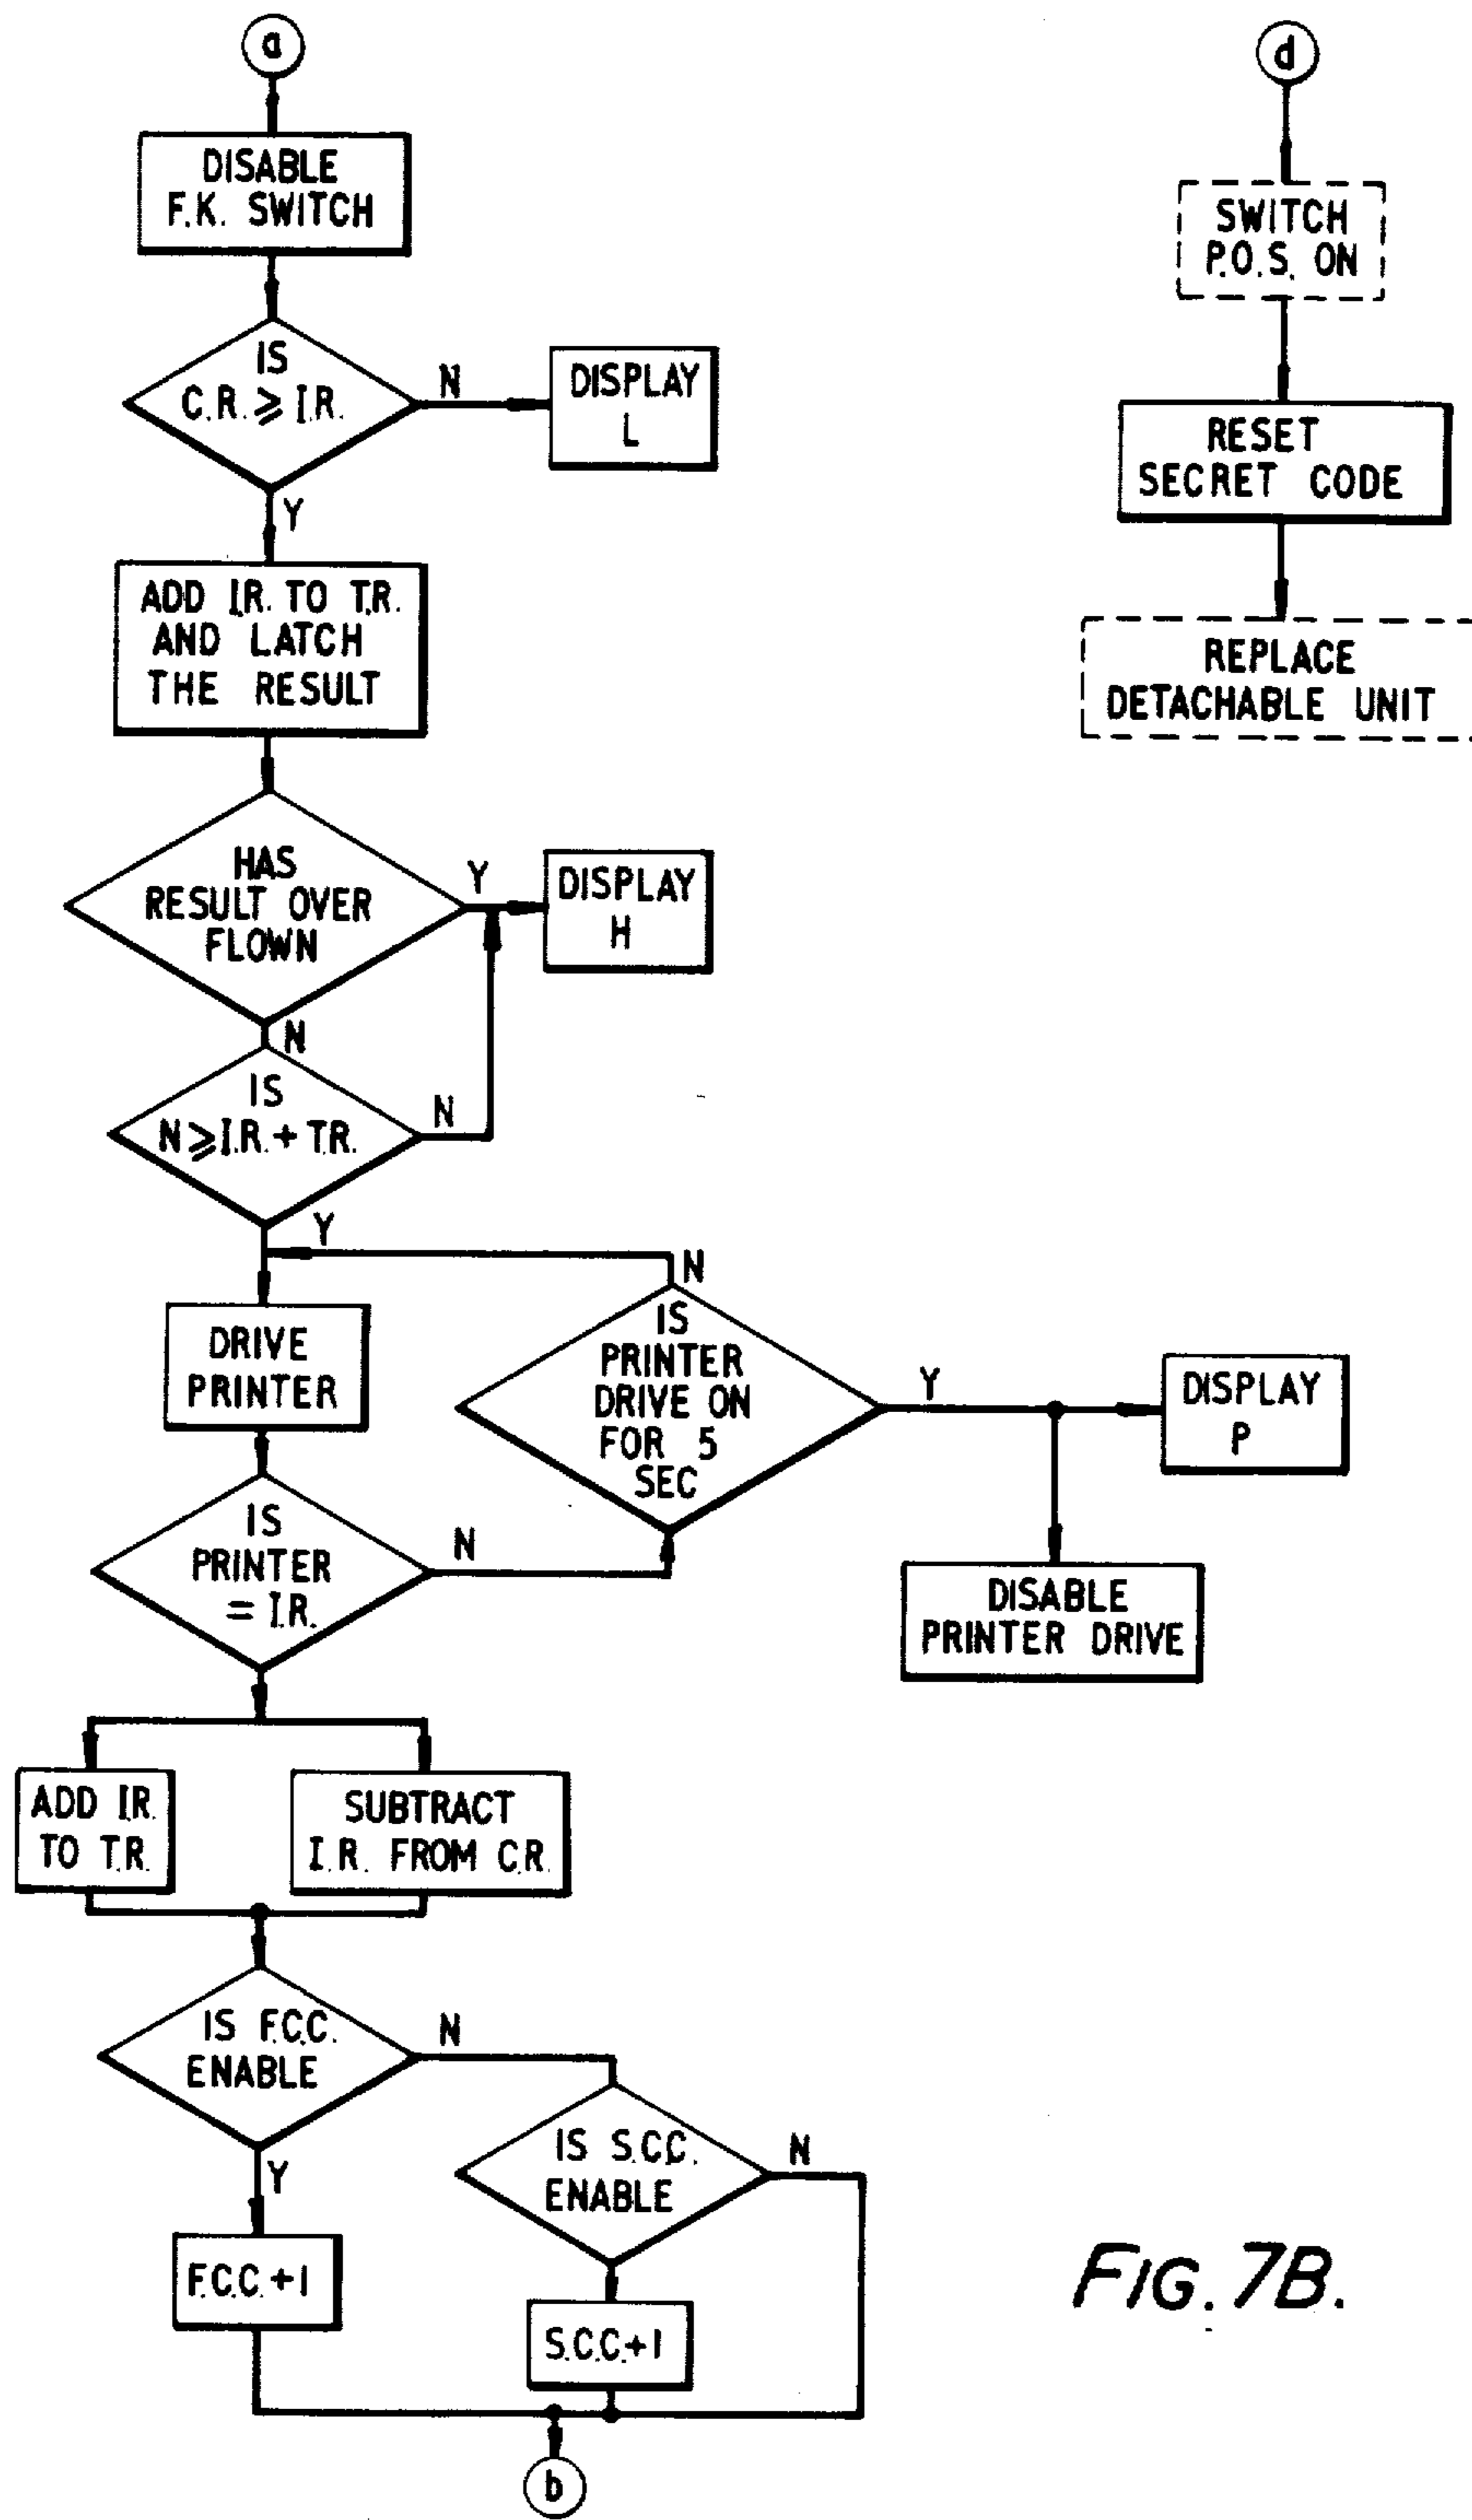 a
DISABLE
F.K. SWITCH
IS
C.R. ⩾ I.R.
N
DISPLAY
L
Y
ADD I.R. TO T.R.
AND LATCH
THE RESULT
HAS
RESULT OVER
FLOWN
Y
DISPLAY
H
N
IS
N⩾I.R.+ T.R.
N
Y
DRIVE
PRINTER
N
IS
PRINTER
DRIVE ON
FOR 5
SEC
Y
DISPLAY
P
DISABLE
PRINTER DRIVE
IS
PRINTER
= I.R.
N
ADD I.R.
TO T.R.
SUBTRACT
I.R. FROM C.R.
IS F.C.C.
ENABLE
N
Y
F.C.C.+1
IS S.C.C.
ENABLE
N
S.C.C.+1
b
d
SWITCH
P.O.S. ON
RESET
SECRET CODE
REPLACE
DETACHABLE UNIT
FIG. 7B.